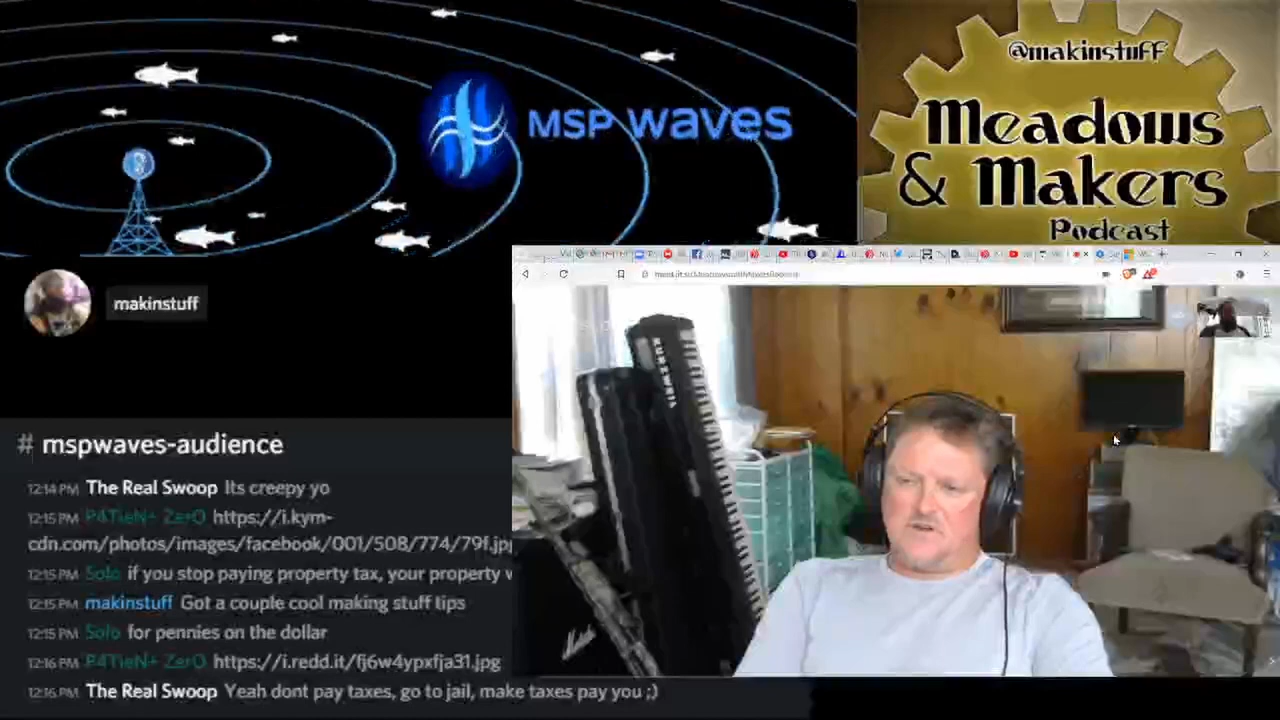 MSP waves
@makinstuff
Meadows
& Makers
Podcast
makinstuff
KURZWEIL
# mspwaves-audience
12:14 PM The Real Swoop Its creepy yo
12:15 PM P4TieN+ ZerO https://i.kym-
cdn.com/photos/images/facebook/001/508/774/79f.jpg
12:15 PM Solo if you stop paying property tax, your property
12:15 PM makinstuff Got a couple cool making stuff tips
12:15 PM Solo for pennies on the dollar
12:16 PM P4TieN+ ZerO https://i.redd.it/fj6w4ypxfja31.jpg
12:16 PM The Real Swoop Yeah dont pay taxes, go to jail, make taxes pay you ;)